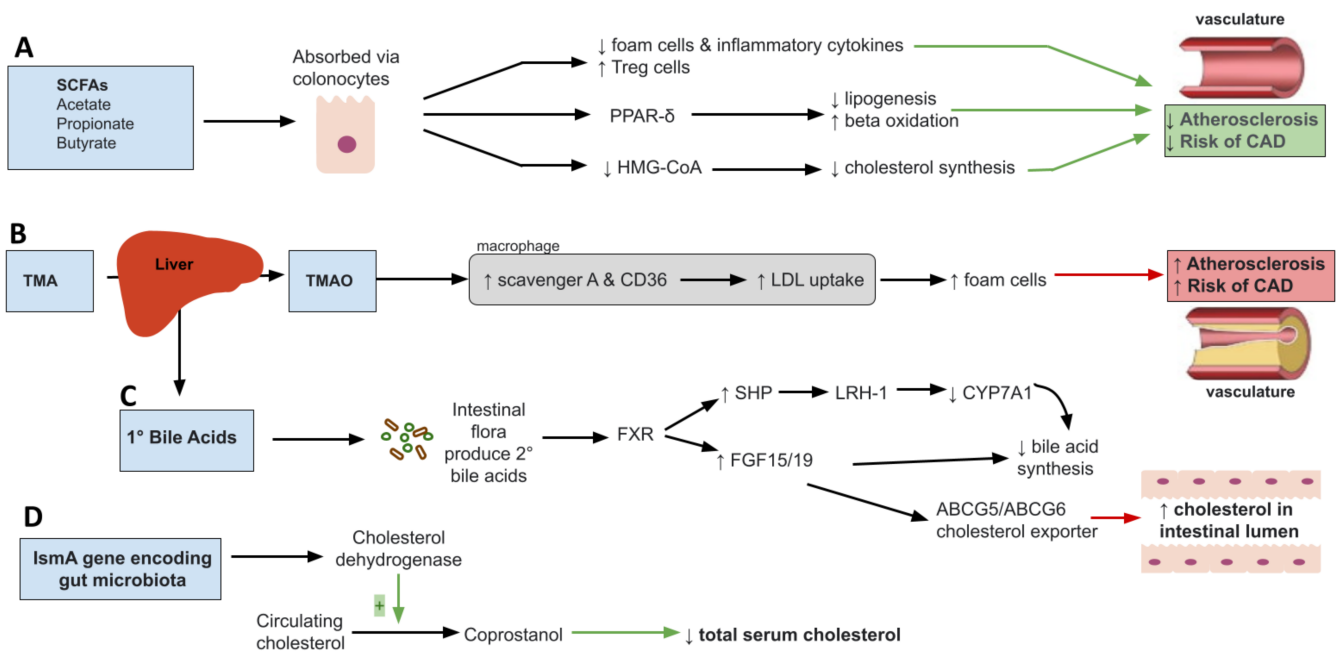 A
SCFAs
Acetate
Propionate
Butyrate
Absorbed via
colonocytes
↓ foam cells & inflammatory cytokines
↑ Treg cells
PPAR-δ
↓ lipogenesis
↑ beta oxidation
↓ HMG-CoA
↓ cholesterol synthesis
vasculature
↓ Atherosclerosis
↓ Risk of CAD
B
TMA
Liver
TMAO
macrophage
↑ scavenger A & CD36
↑ LDL uptake
↑ foam cells
↑ Atherosclerosis
↑ Risk of CAD
vasculature
C
1° Bile Acids
Intestinal
flora
produce 2°
bile acids
FXR
↑ SHP
LRH-1
↓ CYP7A1
↑ FGF15/19
↓ bile acid
synthesis
ABCG5/ABCG6
cholesterol exporter
↑ cholesterol in
intestinal lumen
D
IsmA gene encoding
gut microbiota
Cholesterol
dehydrogenase
+
Circulating
cholesterol
Coprostanol
↓ total serum cholesterol